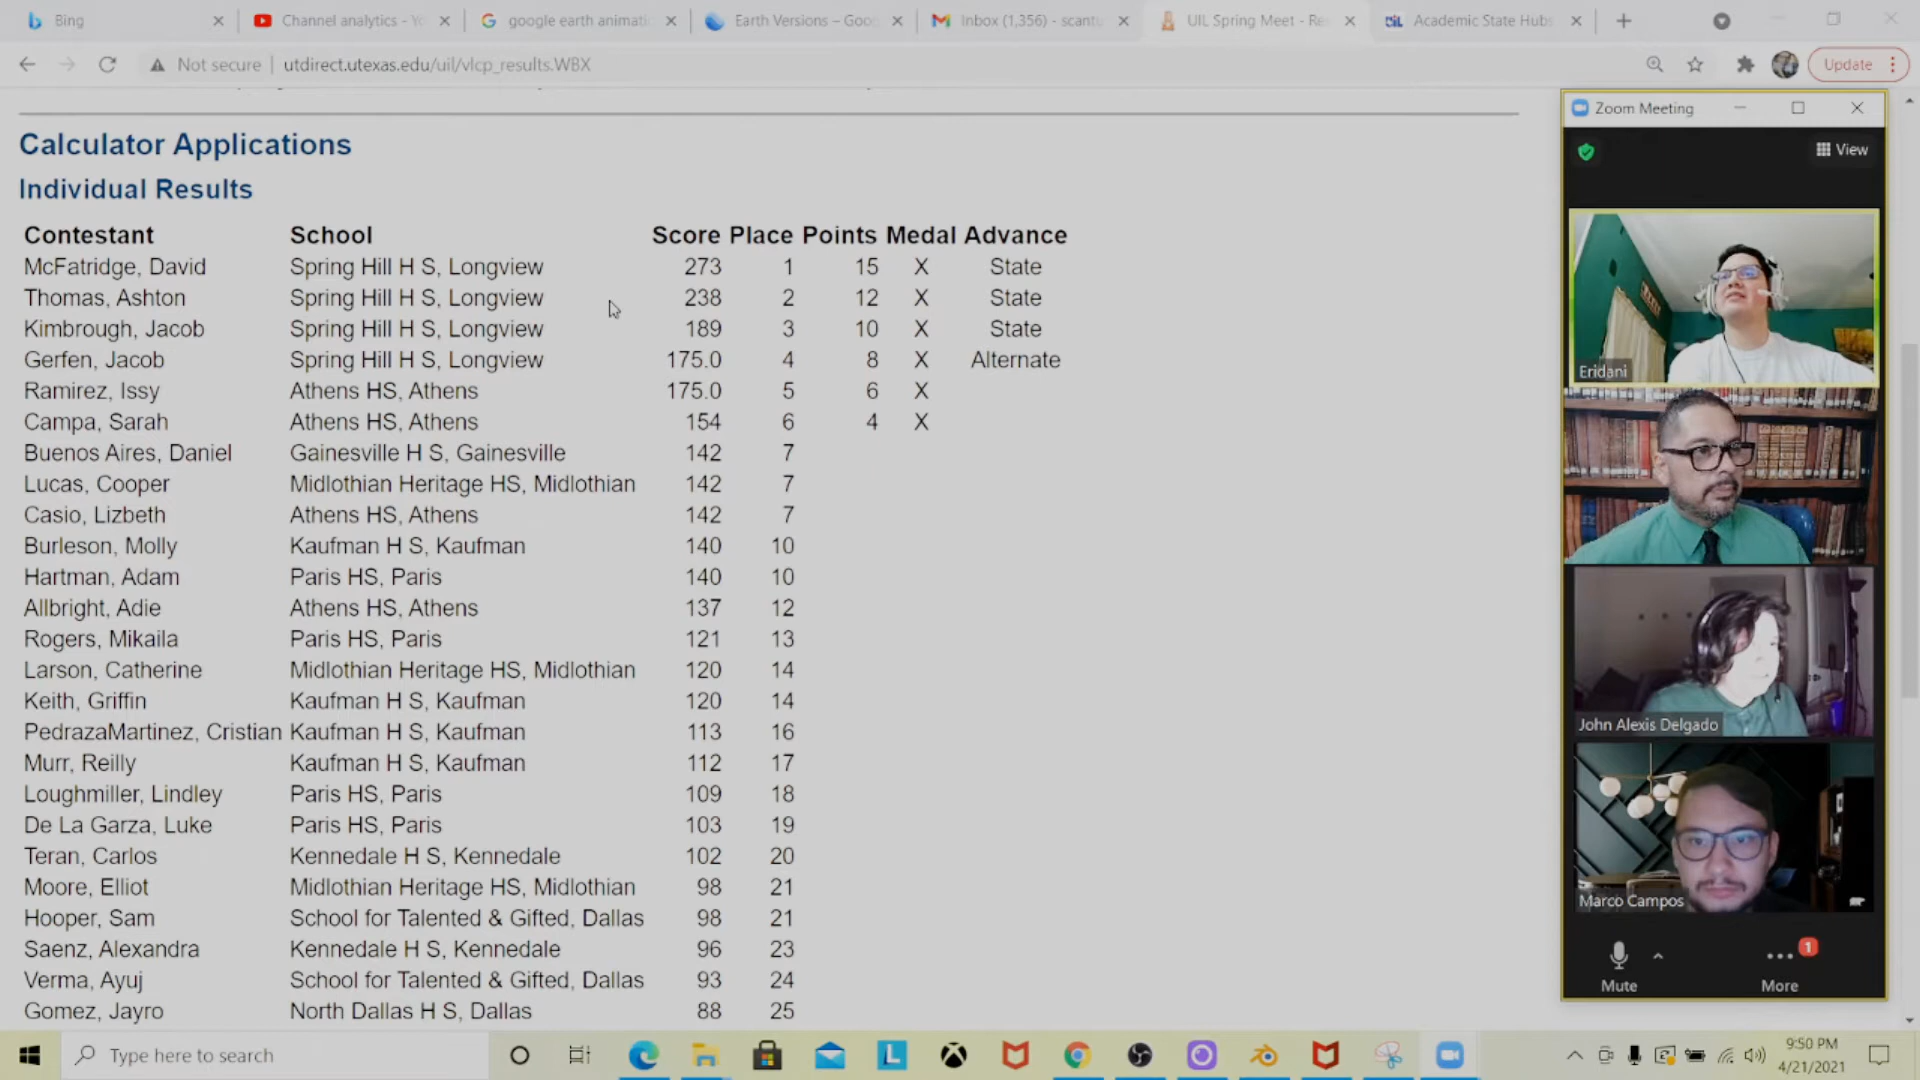 Bing
Channel analytics - Yo
google earth animati
Earth Versions – Goo
Inbox (1,356) - scantu
UIL Spring Meet - Re
Academic State Hub
Not secure | utdirect.utexas.edu/uil/vlcp_results.WBX
Update
Calculator Applications
Individual Results
Contestant School Score Place Points Medal Advance
McFatridge, David Spring Hill H S, Longview 273 1 15 X State
Thomas, Ashton Spring Hill H S, Longview 238 2 12 X State
Kimbrough, Jacob Spring Hill H S, Longview 189 3 10 X State
Gerfen, Jacob Spring Hill H S, Longview 175.0 4 8 X Alternate
Ramirez, Issy Athens HS, Athens 175.0 5 6 X
Campa, Sarah Athens HS, Athens 154 6 4 X
Buenos Aires, Daniel Gainesville H S, Gainesville 142 7
Lucas, Cooper Midlothian Heritage HS, Midlothian 142 7
Casio, Lizbeth Athens HS, Athens 142 7
Burleson, Molly Kaufman H S, Kaufman 140 10
Hartman, Adam Paris HS, Paris 140 10
Allbright, Adie Athens HS, Athens 137 12
Rogers, Mikaila Paris HS, Paris 121 13
Larson, Catherine Midlothian Heritage HS, Midlothian 120 14
Keith, Griffin Kaufman H S, Kaufman 120 14
PedrazaMartinez, Cristian Kaufman H S, Kaufman 113 16
Murr, Reilly Kaufman H S, Kaufman 112 17
Loughmiller, Lindley Paris HS, Paris 109 18
De La Garza, Luke Paris HS, Paris 103 19
Teran, Carlos Kennedale H S, Kennedale 102 20
Moore, Elliot Midlothian Heritage HS, Midlothian 98 21
Hooper, Sam School for Talented & Gifted, Dallas 98 21
Saenz, Alexandra Kennedale H S, Kennedale 96 23
Verma, Ayuj School for Talented & Gifted, Dallas 93 24
Gomez, Jayro North Dallas H S, Dallas 88 25
Zoom Meeting
View
Eridani
John Alexis Delgado
Marco Campos
1
Mute
More
Type here to search
9:50 PM
4/21/2021